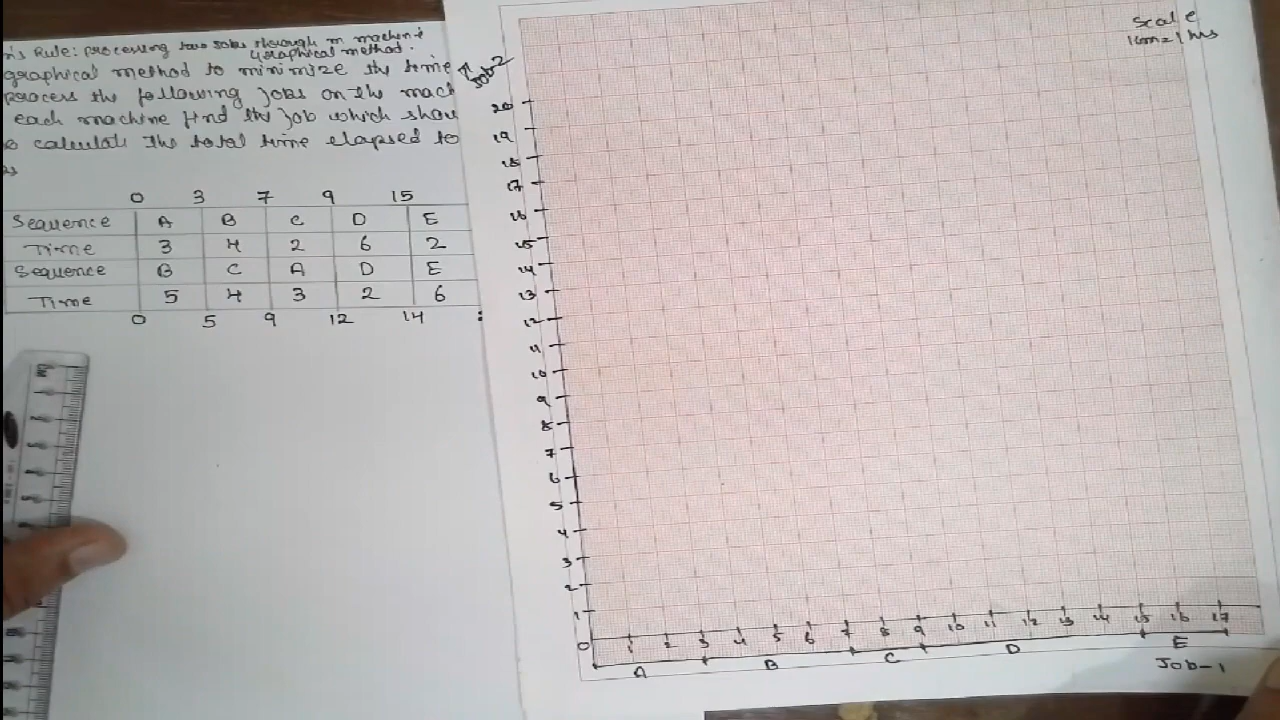 Rule: processing two jobs through m machines
Graphical method.
graphical method to minimize the time
process the following jobs on the mach
each machine find the job which shou
calculate the total time elapsed to
0 3 7 9 15
Sequence A B C D E
Time 3 4 2 6 2
Sequence B C A D E
Time 5 4 3 2 6
0 5 9 12 14
Scale
1cm=1hrs
Job-2
20
19
18
17
16
15
14
13
12
11
10
9
8
7
6
5
4
3
2
1
0 1 2 3 4 5 6 7 8 9 10 11 12 13 14 15 16 17
A B C D E
Job-1